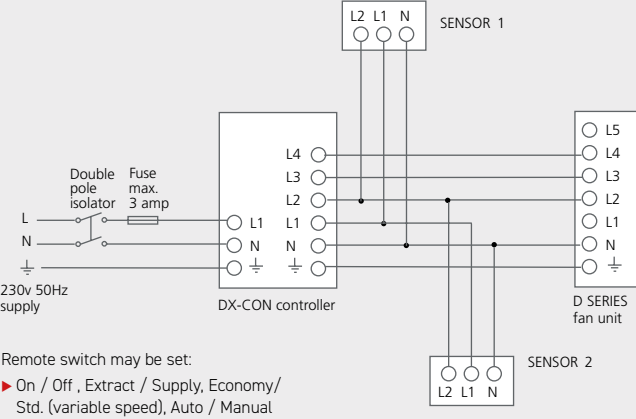 L2 L1 N
SENSOR 1
L5
L4
L4
L3
L3
Double pole isolator
Fuse max. 3 amp
L2
L2
L
L1
L1
L1
N
N
N
N
230v 50Hz
supply
DX-CON controller
D SERIES
fan unit
SENSOR 2
L2 L1 N
Remote switch may be set:
▶ On / Off , Extract / Supply, Economy/
Std. (variable speed), Auto / Manual